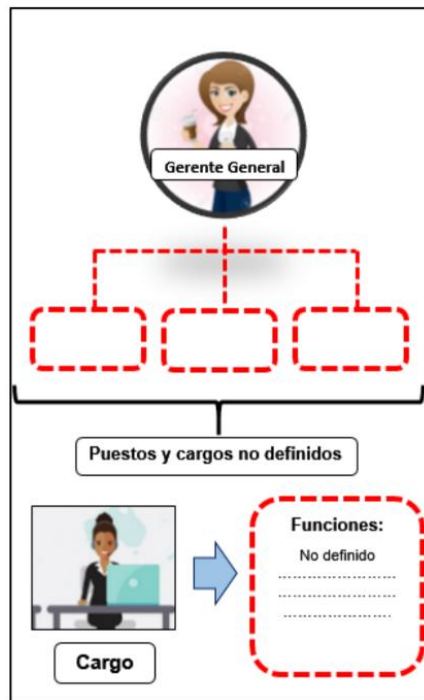 Gerente General
Puestos y cargos no definidos
Funciones:
No definido
Cargo